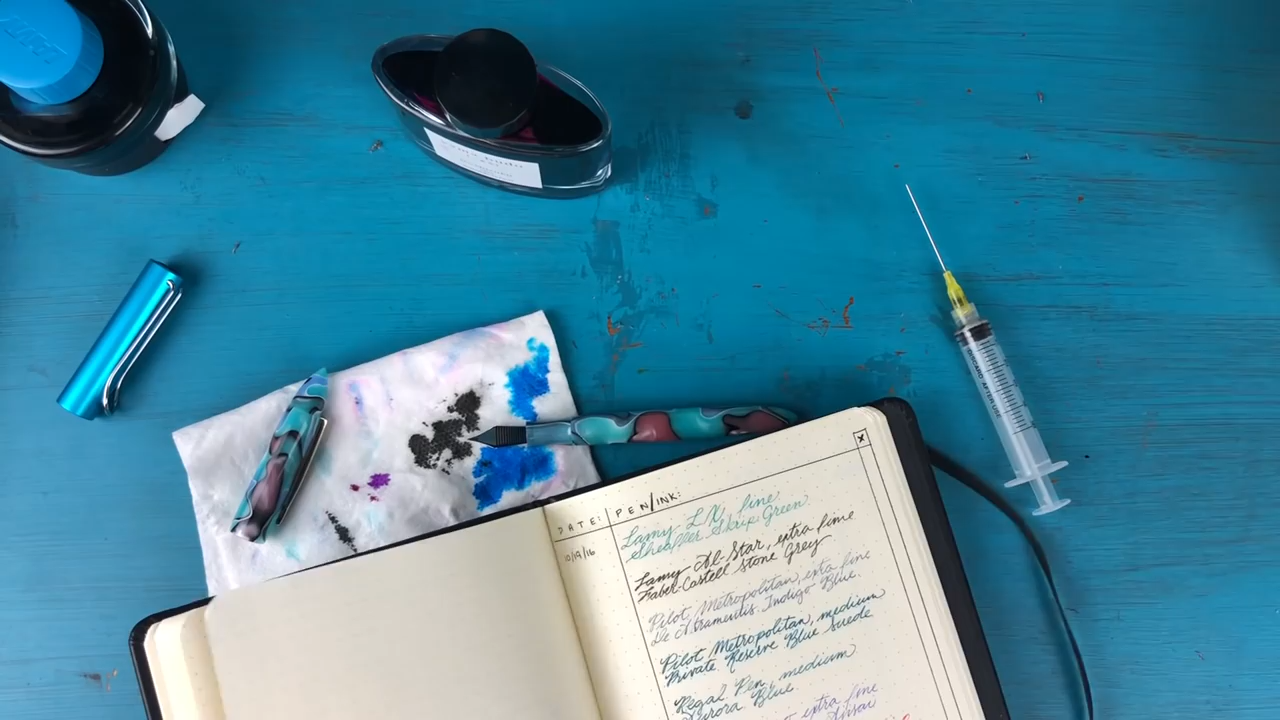 LAMY
DATE: PEN/INK: X
10/19/16 Lamy LX, fine
Sheaffer Skrip Green
Lamy Al-Star, extra fine
Faber-Castell Stone Grey
Pilot Metropolitan, exta fine
De Atramentis. Indigo Blue.
Pilot Metropolitan, medium
Private Reserve Blue Suede
Regal Pen, medium
Aurora Blue
extra fine